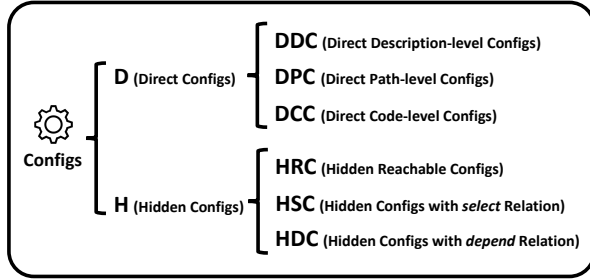 DDC (Direct Description-level Configs)
D (Direct Configs)
DPC (Direct Path-level Configs)
DCC (Direct Code-level Configs)
Configs
HRC (Hidden Reachable Configs)
H (Hidden Configs)
HSC (Hidden Configs with select Relation)
HDC (Hidden Configs with depend Relation)